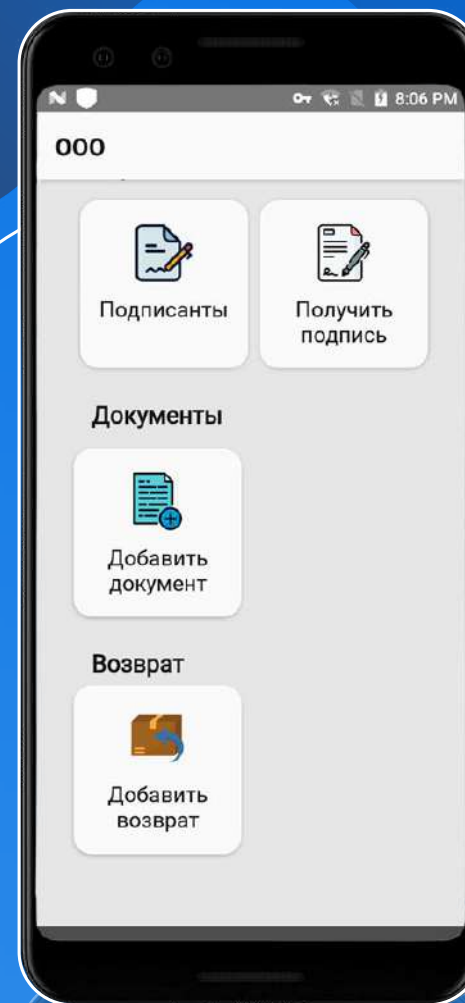 8:06 PM
ООО
Подписанты
Получить
подпись
Документы
Добавить
документ
Возврат
Добавить
возврат